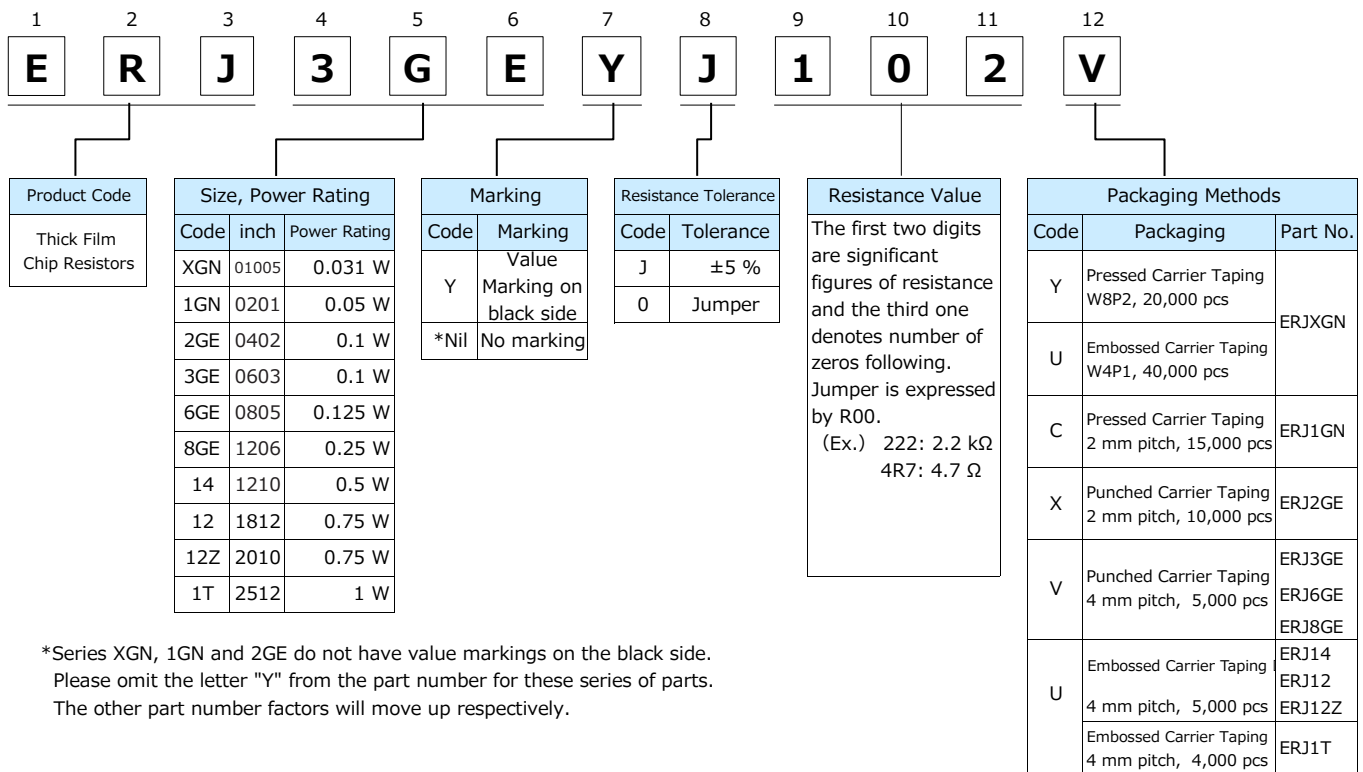 1 2 3 4 5 6 7 8 9 10 11 12
E R J 3 G E Y J 1 0 2 V
Product Code
Thick Film
Chip Resistors
Size, Power Rating
Code inch Power Rating
XGN 01005 0.031 W
1GN 0201 0.05 W
2GE 0402 0.1 W
3GE 0603 0.1 W
6GE 0805 0.125 W
8GE 1206 0.25 W
14 1210 0.5 W
12 1812 0.75 W
12Z 2010 0.75 W
1T 2512 1 W
Marking
Code Marking
Y Value
Marking on
black side
*Nil No marking
Resistance Tolerance
Code Tolerance
J ±5 %
0 Jumper
Resistance Value
The first two digits
are significant
figures of resistance
and the third one
denotes number of
zeros following.
Jumper is expressed
by R00.
(Ex.) 222: 2.2 kΩ
4R7: 4.7 Ω
Packaging Methods
Code Packaging Part No.
Y Pressed Carrier Taping
W8P2, 20,000 pcs
ERJXGN
U Embossed Carrier Taping
W4P1, 40,000 pcs
C Pressed Carrier Taping
2 mm pitch, 15,000 pcs ERJ1GN
X Punched Carrier Taping
2 mm pitch, 10,000 pcs ERJ2GE
V Punched Carrier Taping
4 mm pitch, 5,000 pcs
ERJ3GE
ERJ6GE
ERJ8GE
U Embossed Carrier Taping
4 mm pitch, 5,000 pcs
ERJ14
ERJ12
ERJ12Z
Embossed Carrier Taping
4 mm pitch, 4,000 pcs ERJ1T
*Series XGN, 1GN and 2GE do not have value markings on the black side.
Please omit the letter "Y" from the part number for these series of parts.
The other part number factors will move up respectively.